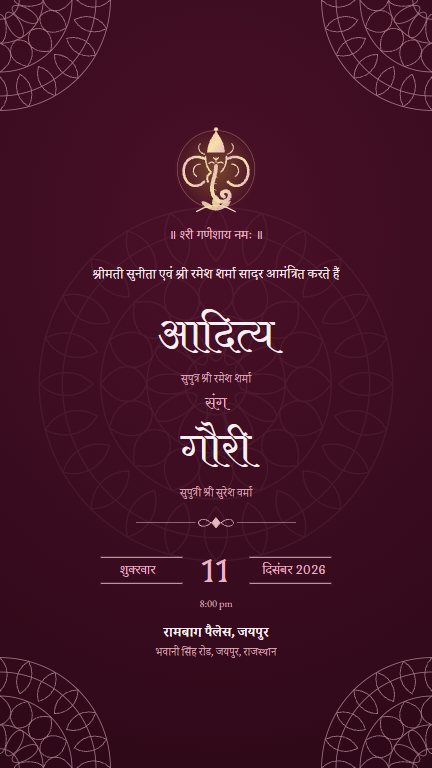 ॥ श्री गणेशाय नमः ॥
श्रीमती सुनीता एवं श्री रमेश शर्मा सादर आमंत्रित करते हैं
आदित्य
सुपुत्र श्री रमेश शर्मा
संग
गौरी
सुपुत्री श्री सुरेश वर्मा
शुक्रवार 11 दिसंबर 2026
8:00 pm
रामबाग पैलेस, जयपुर
भवानी सिंह रोड, जयपुर, राजस्थान